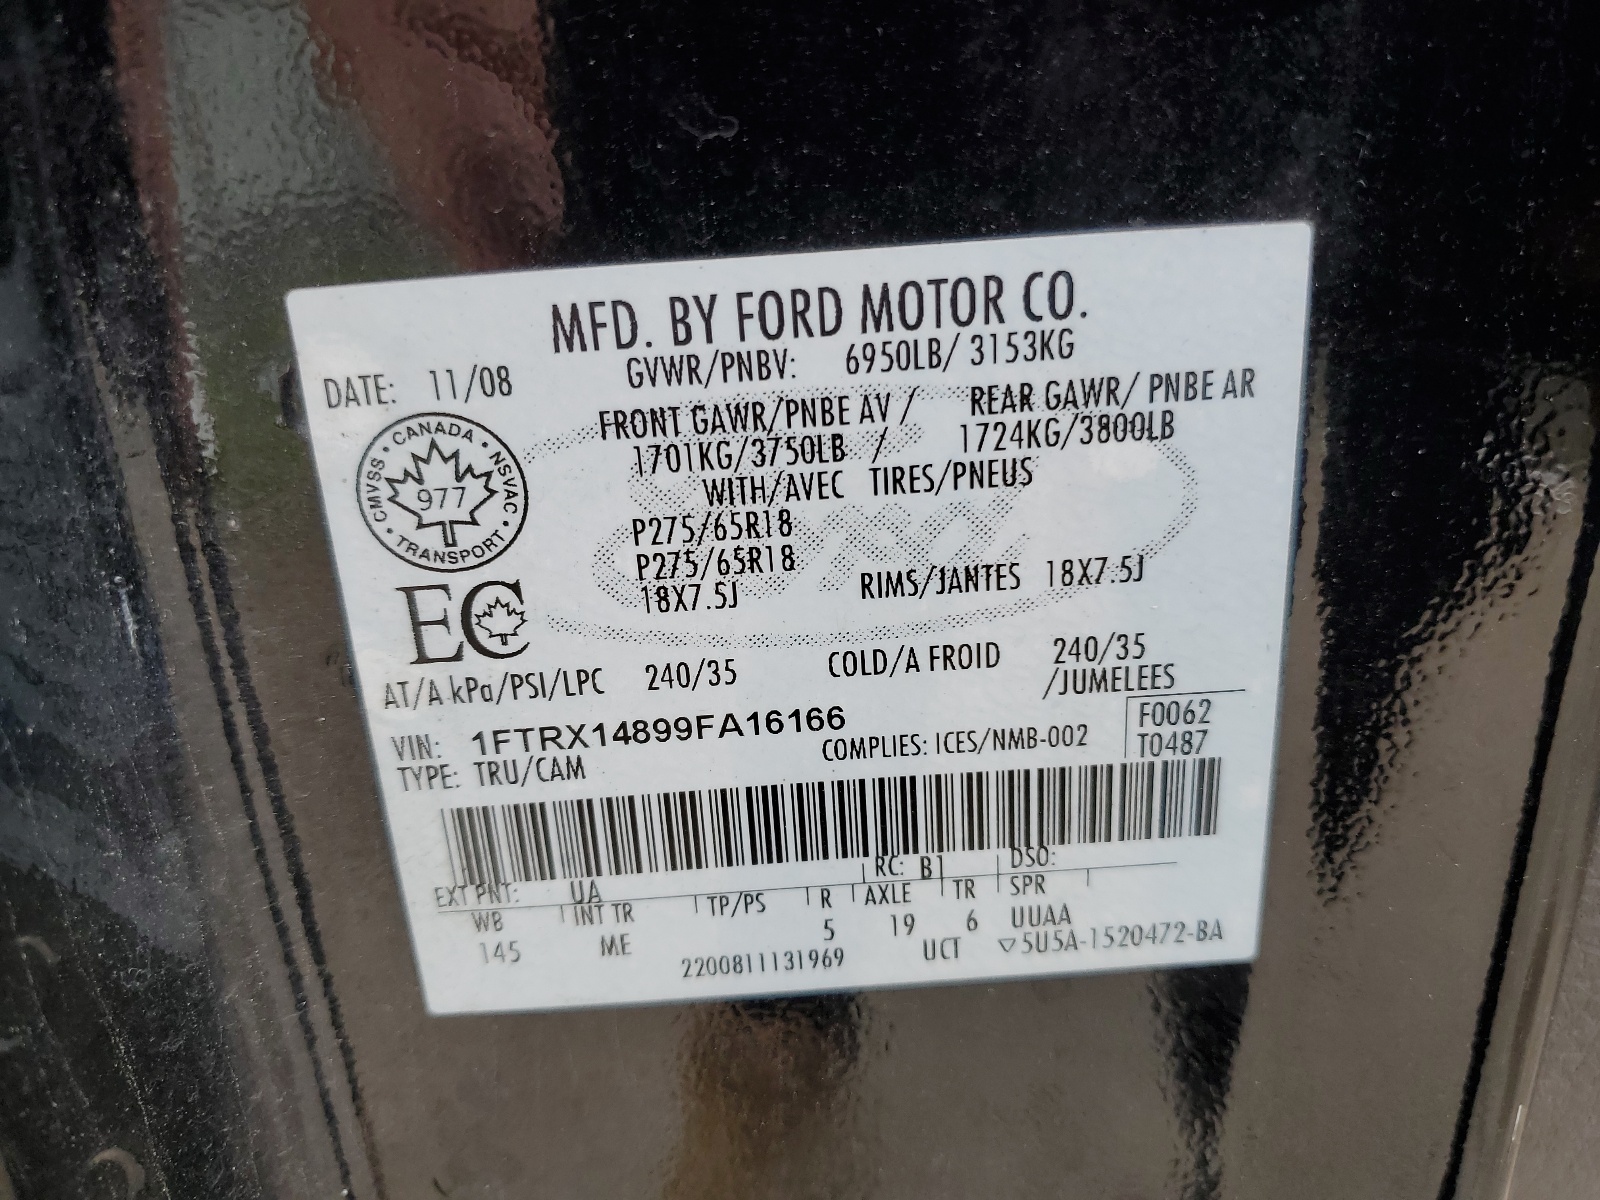 MFD. BY FORD MOTOR CO.
DATE: 11/08
GVWR/PNBV: 6950LB/ 3153KG
FRONT GAWR/PNBE AV / REAR GAWR/ PNBE AR
1701KG/3750LB / 1724KG/3800LB
WITH/AVEC TIRES/PNEUS
P275/65R18
P275/65R18
18X7.5J RIMS/JANTES 18X7.5J
CANADA
CMVSS 977 NSVAC
TRANSPORT
EC
AT/A kPa/PSI/LPC 240/35 COLD/A FROID 240/35
/JUMELEES
VIN: 1FTRX14899FA16166
F0062
TYPE: TRU/CAM COMPLIES: ICES/NMB-002 T0487
EXT PNT: UA RC: B1 DSO:
WB INT TR TP/PS R AXLE TR SPR
145 ME 5 19 6 UUAA
2200811131969 UCT ▽5U5A-1520472-BA